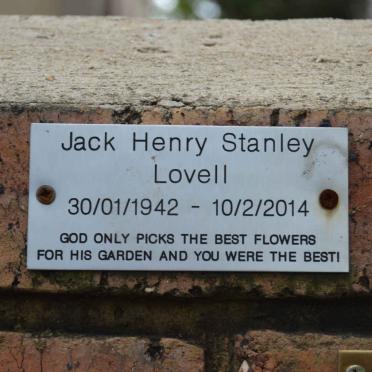 Jack Henry Stanley
Lovell
30/01/1942 - 10/2/2014
GOD ONLY PICKS THE BEST FLOWERS
FOR HIS GARDEN AND YOU WERE THE BEST!